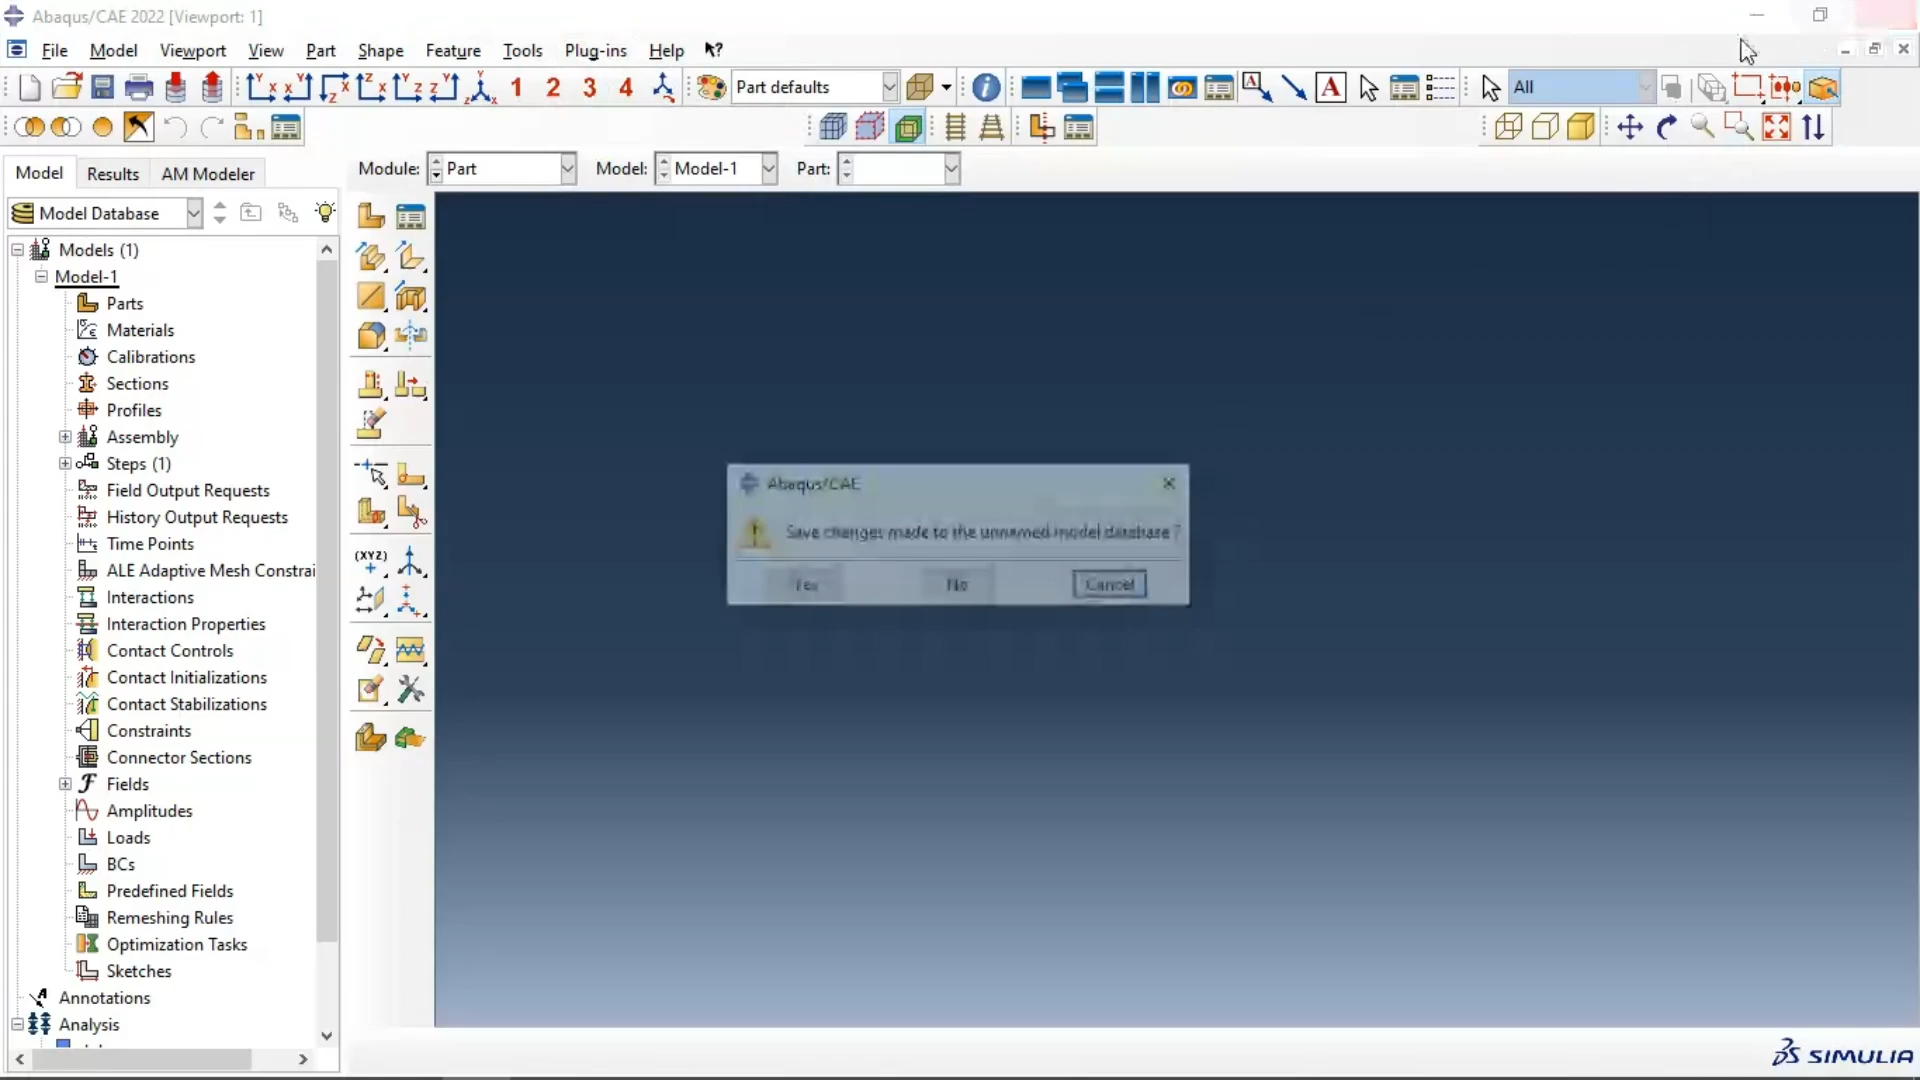 Abaqus/CAE 2022 [Viewport: 1]
File Model Viewport View Part Shape Feature Tools Plug-ins Help
1 2 3 4 Part defaults All
Model Results AM Modeler
Module: Part Model: Model-1 Part:
Model Database
Models (1)
Model-1
Parts
Materials
Calibrations
Sections
Profiles
Assembly
Steps (1)
Field Output Requests
History Output Requests
Time Points
ALE Adaptive Mesh Constrai
Interactions
Interaction Properties
Contact Controls
Contact Initializations
Contact Stabilizations
Constraints
Connector Sections
Fields
Amplitudes
Loads
BCs
Predefined Fields
Remeshing Rules
Optimization Tasks
Sketches
Annotations
Analysis
(XYZ)
Abaqus/CAE
Save changes made to the unnamed model database ?
Yes No Cancel
SIMULIA